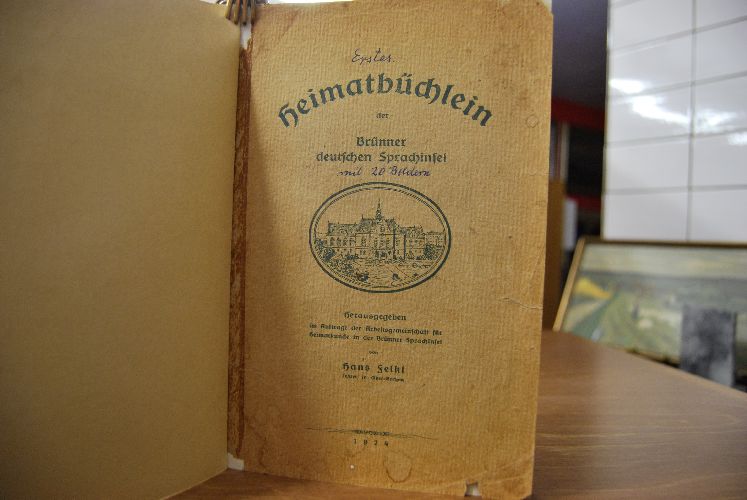 Erstes
Heimatbüchlein
der
Brünner
deutschen Sprachinsel
mit 20 Bildern
Herausgegeben
im Auftrage der Arbeitsgemeinschaft für
Heimatkunde in der Brünner Sprachinsel
von
Hans Felkl
1924